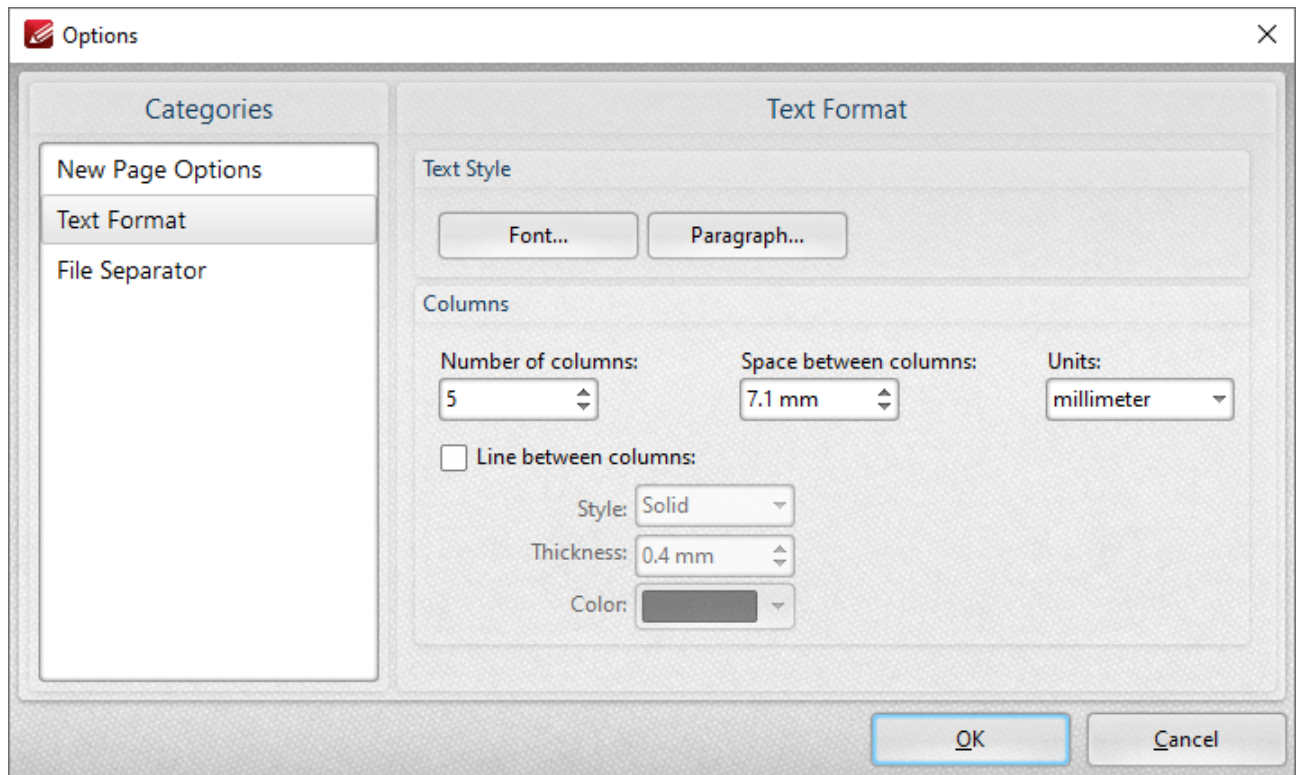 Options
Categories
New Page Options
Text Format
File Separator
Text Format
Text Style
Font... Paragraph...
Columns
Number of columns: Space between columns: Units:
5 7.1 mm millimeter
Line between columns:
Style: Solid
Thickness: 0.4 mm
Color:
OK Cancel